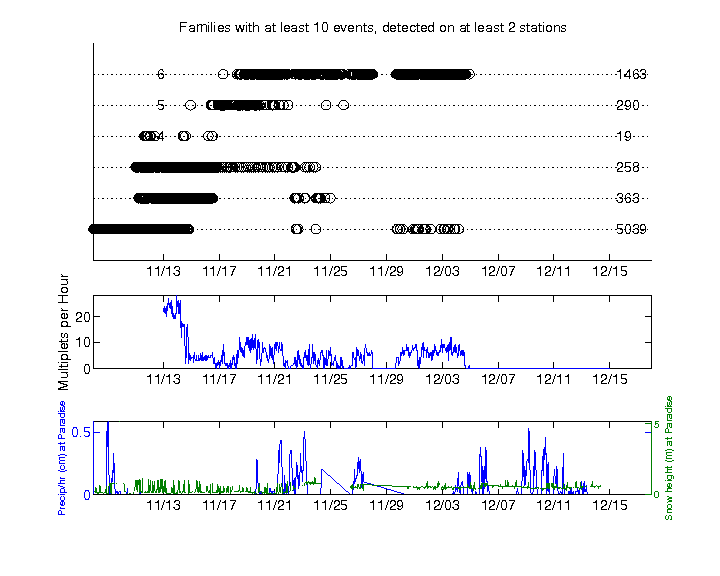 Families with at least 10 events, detected on at least 2 stations
6 1463
5 290
4 19
258
363
5039
11/13 11/17 11/21 11/25 11/29 12/03 12/07 12/11 12/15
Multiplets per Hour
20
10
0
11/13 11/17 11/21 11/25 11/29 12/03 12/07 12/11 12/15
Precip/hr (cm) at Paradise
0.5
0
5
0
Snow height (m) at Paradise
11/13 11/17 11/21 11/25 11/29 12/03 12/07 12/11 12/15